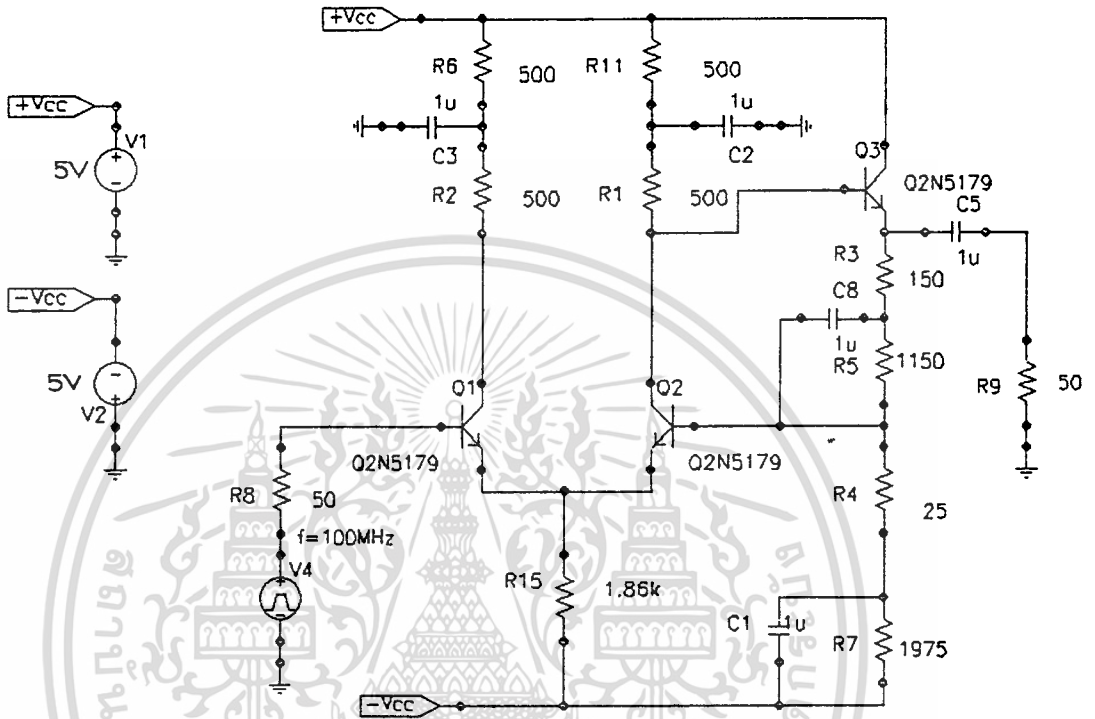 +Vcc
R6
500
R11
500
+Vcc
1u
1u
V1
C3
C2
Q3
5V
+
-
R2
500
R1
500
Q2N5179
C5
R3
1u
150
-Vcc
C8
1u
R5
1150
5V
-
+
V2
Q1
Q2
R9
50
Q2N5179
Q2N5179
R8
50
R4
25
f=100MHz
V4
+
-
R15
1.86k
C1
1u
R7
1975
-Vcc